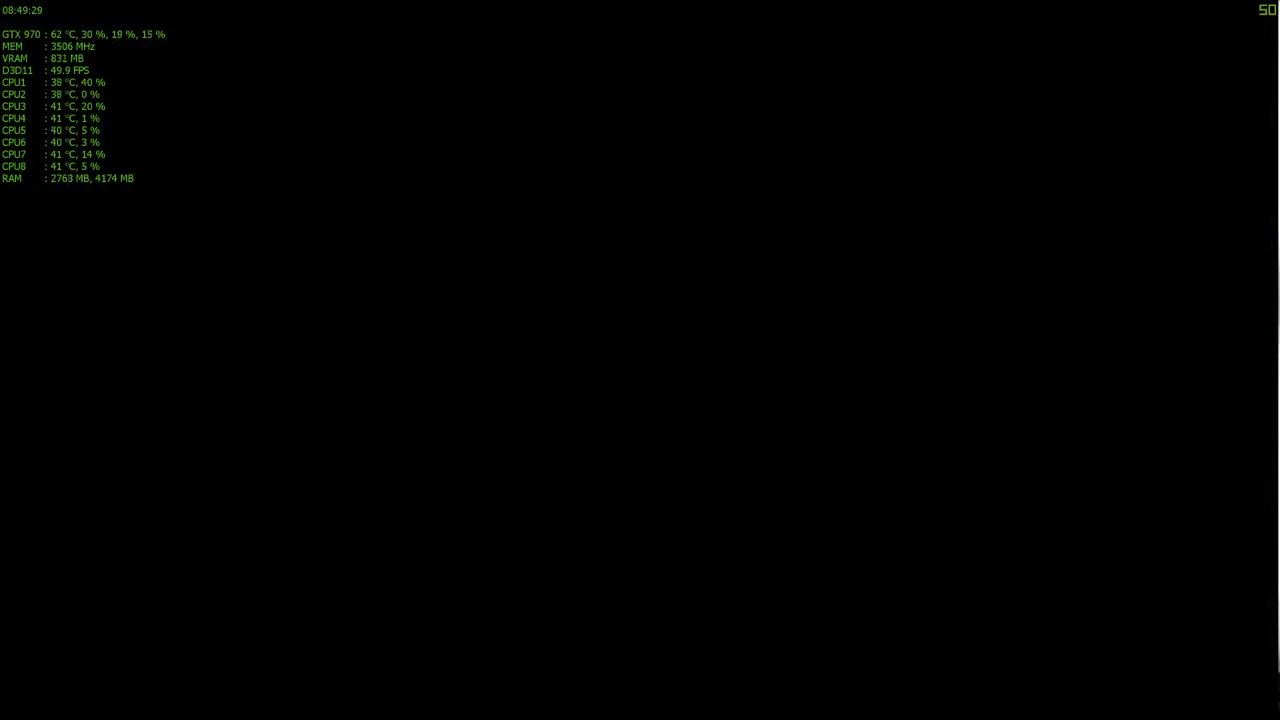 08:49:29
50
GTX 970 : 62 °C, 30 %, 19 %, 15 %
MEM : 3506 MHz
VRAM : 831 MB
D3D11 : 49.9 FPS
CPU1 : 38 °C, 40 %
CPU2 : 38 °C, 0 %
CPU3 : 41 °C, 20 %
CPU4 : 41 °C, 1 %
CPU5 : 40 °C, 5 %
CPU6 : 40 °C, 3 %
CPU7 : 41 °C, 14 %
CPU8 : 41 °C, 5 %
RAM : 2768 MB, 4174 MB